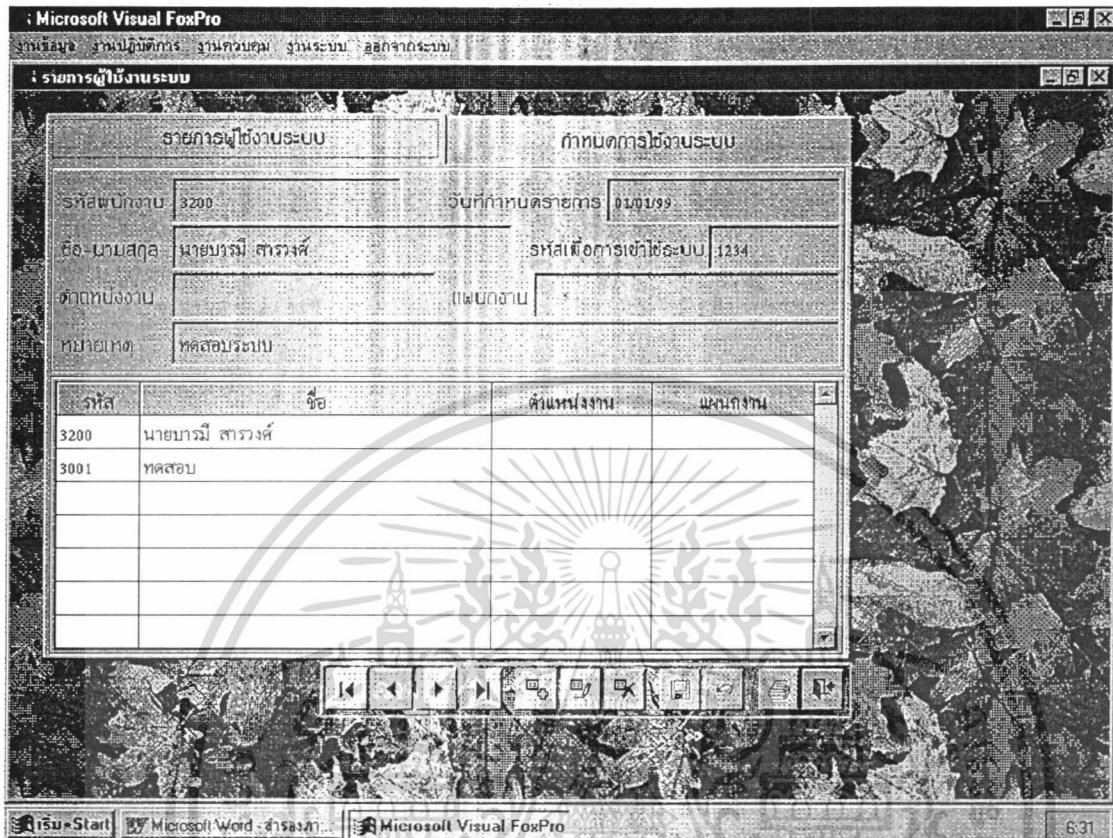 Microsoft Visual FoxPro
งานข้อมูล งานปฏิบัติการ งานควบคุม งานระบบ ออกจากระบบ
รายการผู้ใช้งานระบบ
รายการผู้ใช้งานระบบ กำหนดการใช้งานระบบ
รหัสพนักงาน 3200 วันที่กำหนดรายการ 01/01/99
ชื่อ-นามสกุล นายบารมี สารวงศ์ รหัสเพื่อการเข้าใช้ระบบ 1234
ตำแหน่งงาน แผนกงาน
หมายเหตุ ทดสอบระบบ
รหัส ชื่อ ตำแหน่งงาน แผนกงาน
3200 นายบารมี สารวงศ์
3001 ทดสอบ
เริ่ม-Start Microsoft Word - สำรองภา... Microsoft Visual FoxPro 6:31